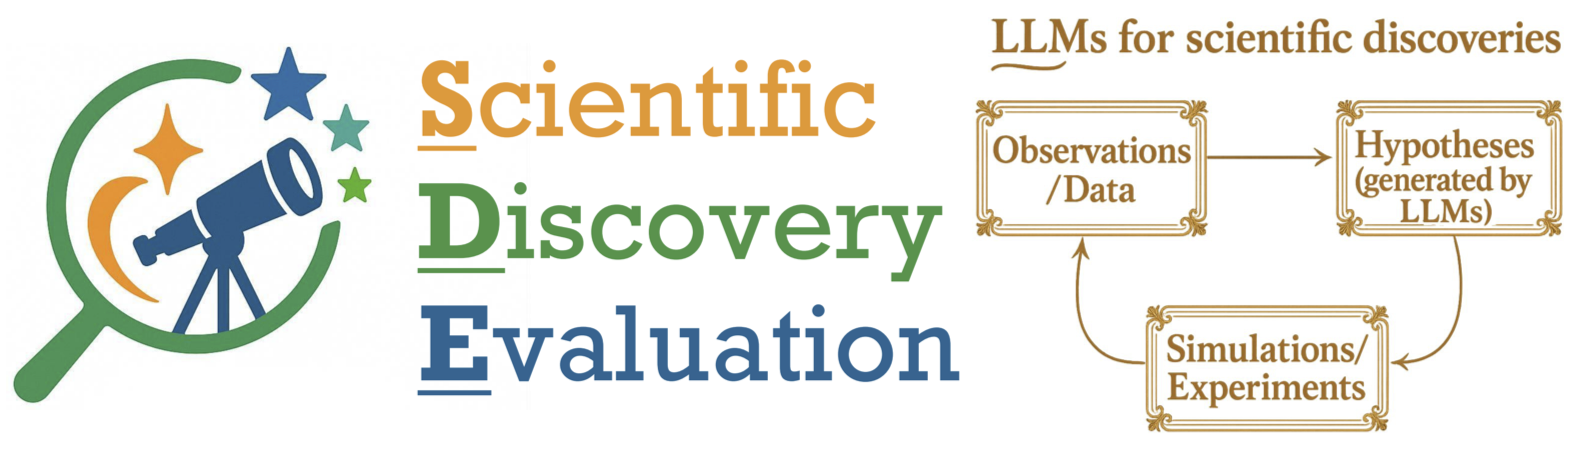 Scientific
Discovery
Evaluation
LLMs for scientific discoveries
Observations
/Data
Hypotheses
(generated by
LLMs)
Simulations/
Experiments